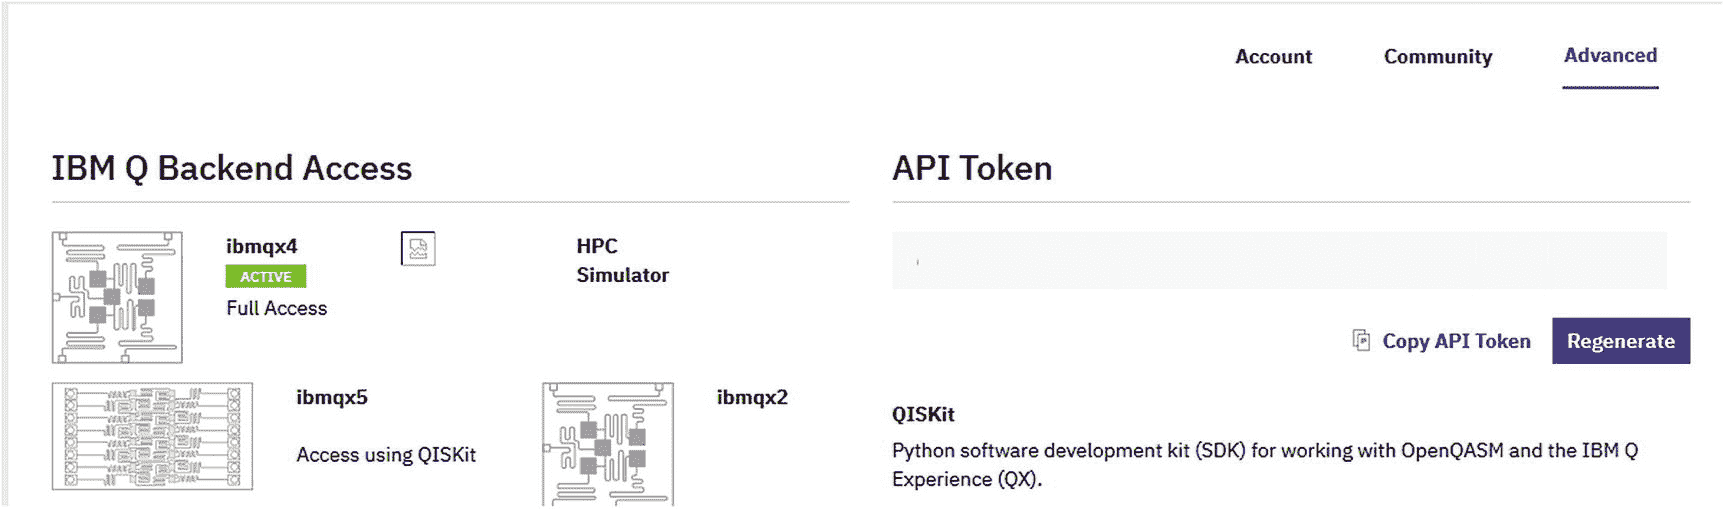 Account Community Advanced
IBM Q Backend Access
ibmqx4
ACTIVE
Full Access
HPC
Simulator
ibmqx5
Access using QISKit
ibmqx2
API Token
Copy API Token Regenerate
QISKit
Python software development kit (SDK) for working with OpenQASM and the IBM Q
Experience (QX).